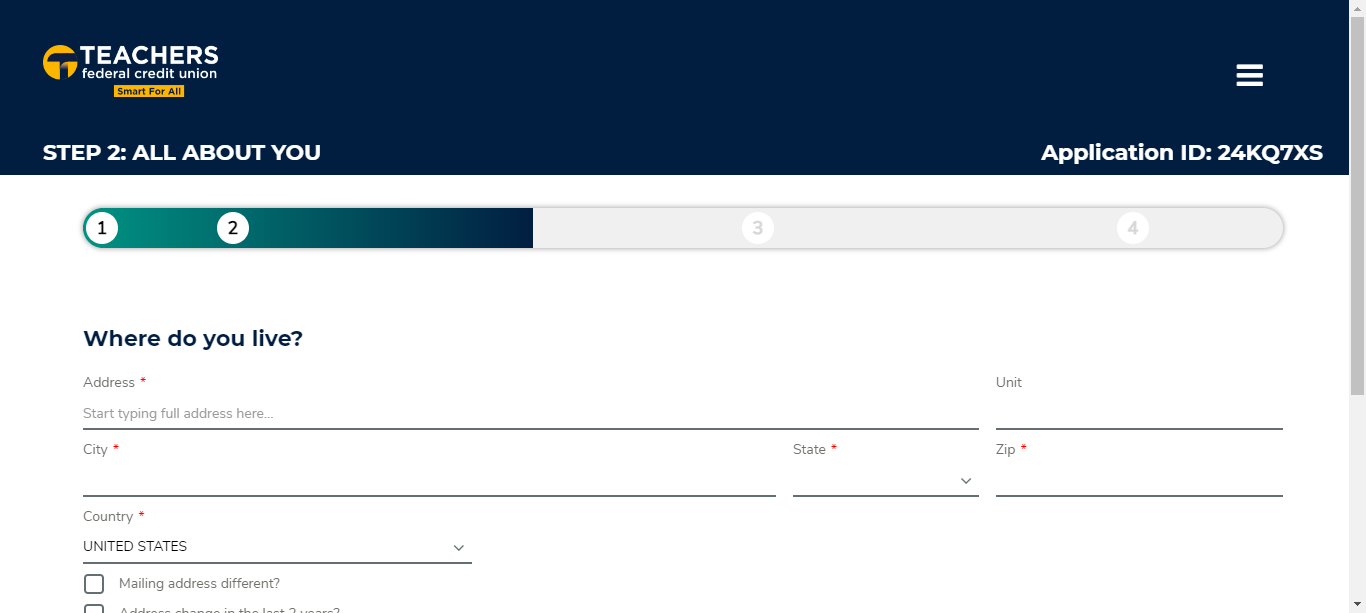 TEACHERS
federal credit union
Smart For All
STEP 2: ALL ABOUT YOU
Application ID: 24KQ7XS
1 2 3 4
Where do you live?
Address * Unit
Start typing full address here...
City * State * Zip *
Country *
UNITED STATES
Mailing address different?
Address change in the last 2 years?